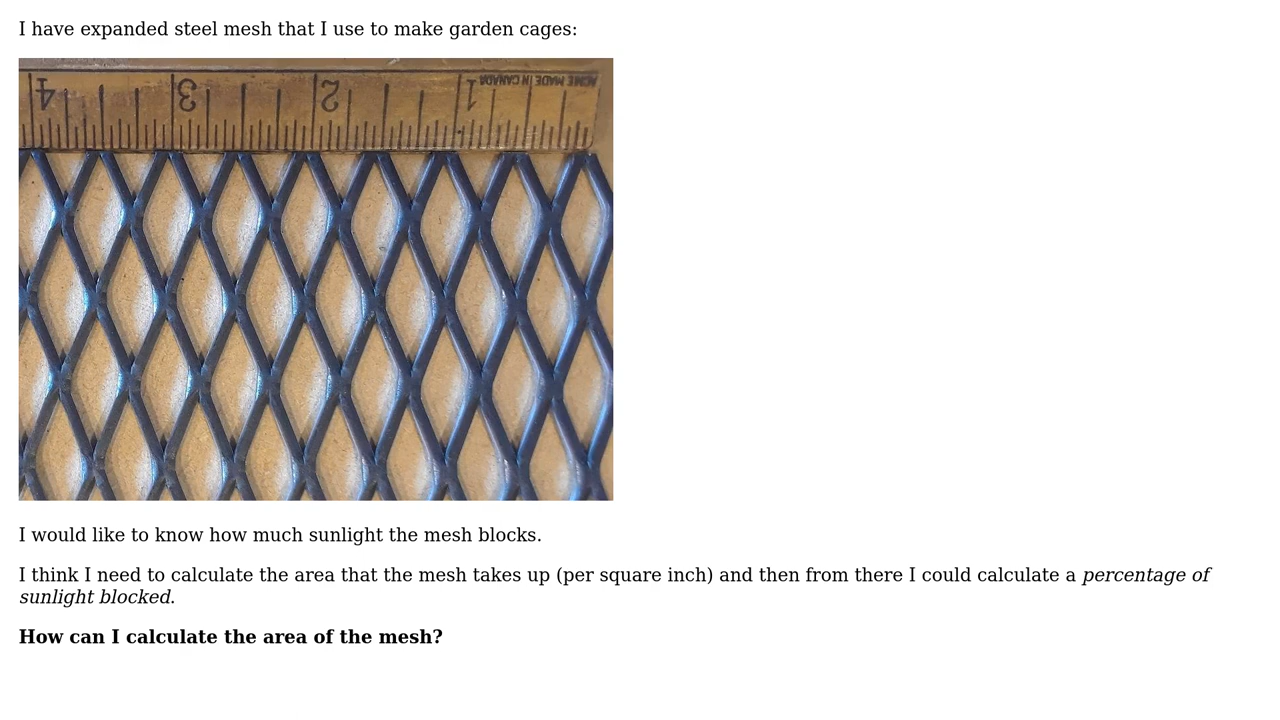 I have expanded steel mesh that I use to make garden cages:
4 3 2 1 ACME MADE IN CANADA
I would like to know how much sunlight the mesh blocks.
I think I need to calculate the area that the mesh takes up (per square inch) and then from there I could calculate a percentage of
sunlight blocked.
How can I calculate the area of the mesh?